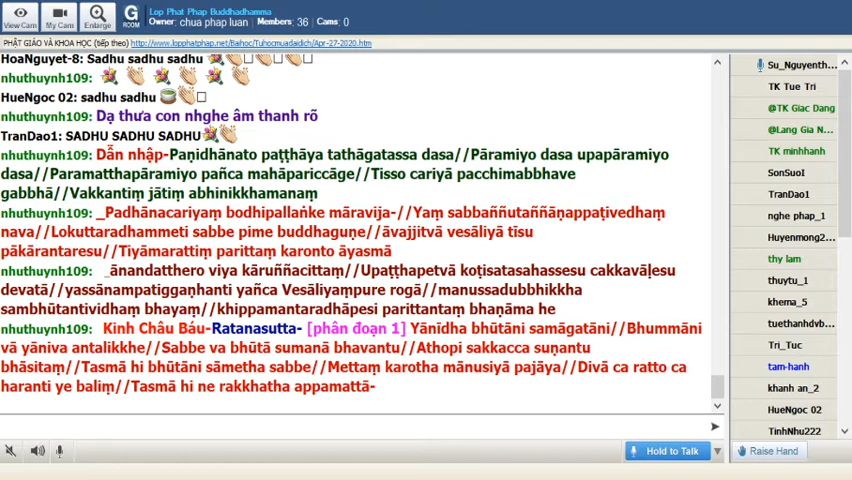 View Cam
My Cam
Enlarge
G ROOM
Lop Phat Phap Buddhadhamma
Owner: chua phap luan Members: 36 Cams: 0
PHẬT GIÁO VÀ KHOA HỌC (tiếp theo) http://www.lopphatphap.net/Baihoc/Tuhocmuadaidich/Apr-27-2020.htm
HoaNguyet-8: Sadhu sadhu sadhu
nhuthuynh109:
HueNgoc 02: sadhu sadhu
nhuthuynh109: Dạ thưa con nhghe âm thanh rõ
TranDao1: SADHU SADHU SADHU
nhuthuynh109: Dẫn nhập-Paṇidhānato paṭṭhāya tathāgatassa dasa//Pāramiyo dasa upapāramiyo
dasa//Paramatthapāramiyo pañca mahāpariccāge//Tisso cariyā pacchimabbhave
gabbhā//Vakkantiṃ jātiṃ abhinikkhamanaṃ
nhuthuynh109: _Padhānacariyaṃ bodhipallaṅke māravija-//Yaṃ sabbaññutaññāṇappaṭivedhaṃ
nava//Lokuttaradhammeti sabbe pime buddhaguṇe//āvajjitvā vesāliyā tīsu
pākārantaresu//Tiyāmarattiṃ parittaṃ karonto āyasmā
nhuthuynh109: _ānandatthero viya kāruññacittaṃ//Upaṭṭhapetvā koṭisatasahassesu cakkavāḷesu
devatā//yassānampatiggaṇhanti yañca Vesāliyaṃpure rogā//manussadubbhikkha
sambhūtantividhaṃ bhayaṃ//khippamantaradhāpesi parittantaṃ bhaṇāma he
nhuthuynh109: Kinh Châu Báu-Ratanasutta- [phân đoạn 1] Yānīdha bhūtāni samāgatāni//Bhummāni
vā yāniva antalikkhe//Sabbe va bhūtā sumanā bhavantu//Athopi sakkacca suṇantu
bhāsitaṃ//Tasmā hi bhūtāni sāmetha sabbe//Mettaṃ karotha mānusiyā pajāya//Divā ca ratto ca
haranti ye baliṃ//Tasmā hi ne rakkhatha appamattā-
Su_Nguyenth...
TK Tue Tri
@TK Giac Dang
@Lang Gia N...
TK minhhanh
SonSuoI
TranDao1
nghe phap_1
Huyenmong2...
thy lam
thuytu_1
khema_5
tuethanhdvb...
Tri_Tuc
tam-hanh
khanh an_2
HueNgoc 02
TinhNhu222
Hold to Talk
Raise Hand